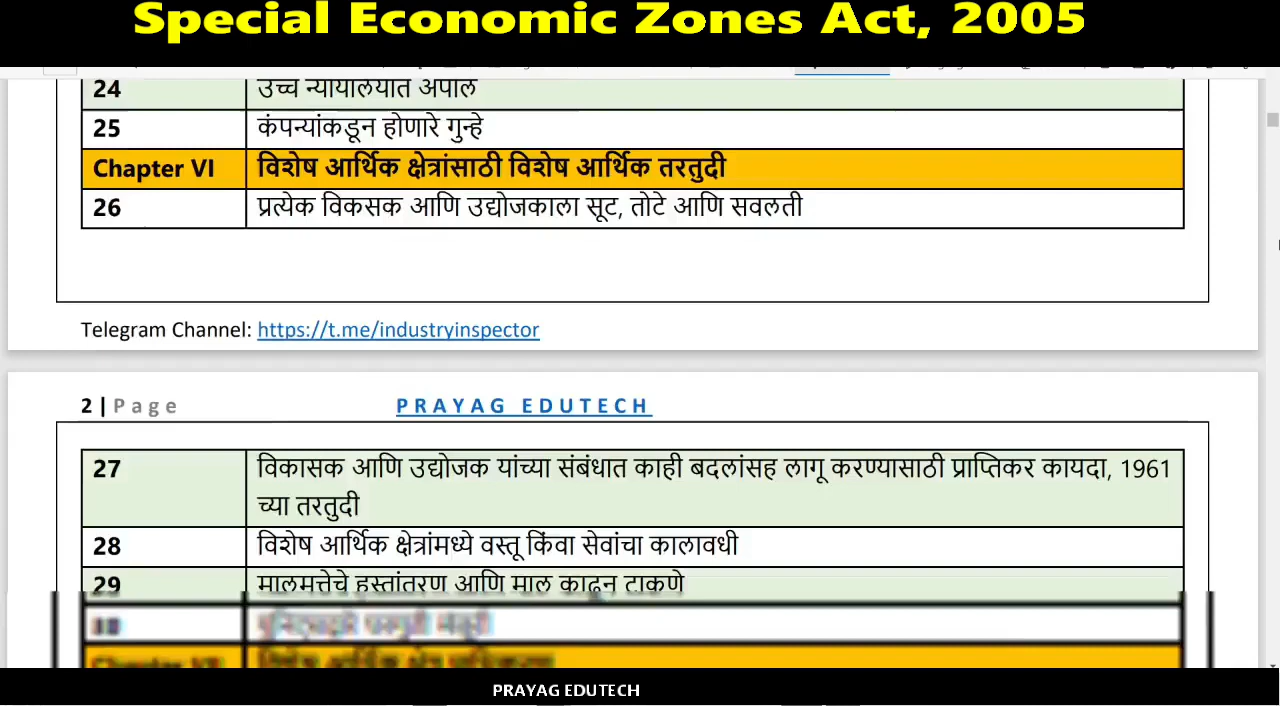 Special Economic Zones Act, 2005
24 उच्च न्यायालयात अपील
25 कंपन्यांकडून होणारे गुन्हे
Chapter VI विशेष आर्थिक क्षेत्रांसाठी विशेष आर्थिक तरतुदी
26 प्रत्येक विकसक आणि उद्योजकाला सूट, तोटे आणि सवलती
Telegram Channel: https://t.me/industryinspector
2 | Page PRAYAG EDUTECH
27 विकासक आणि उद्योजक यांच्या संबंधात काही बदलांसह लागू करण्यासाठी प्राप्तिकर कायदा, 1961
च्या तरतुदी
28 विशेष आर्थिक क्षेत्रांमध्ये वस्तू किंवा सेवांचा कालावधी
29 मालमत्तेचे हस्तांतरण आणि माल काढून टाकणे
विशेष आर्थिक क्षेत्र
PRAYAG EDUTECH